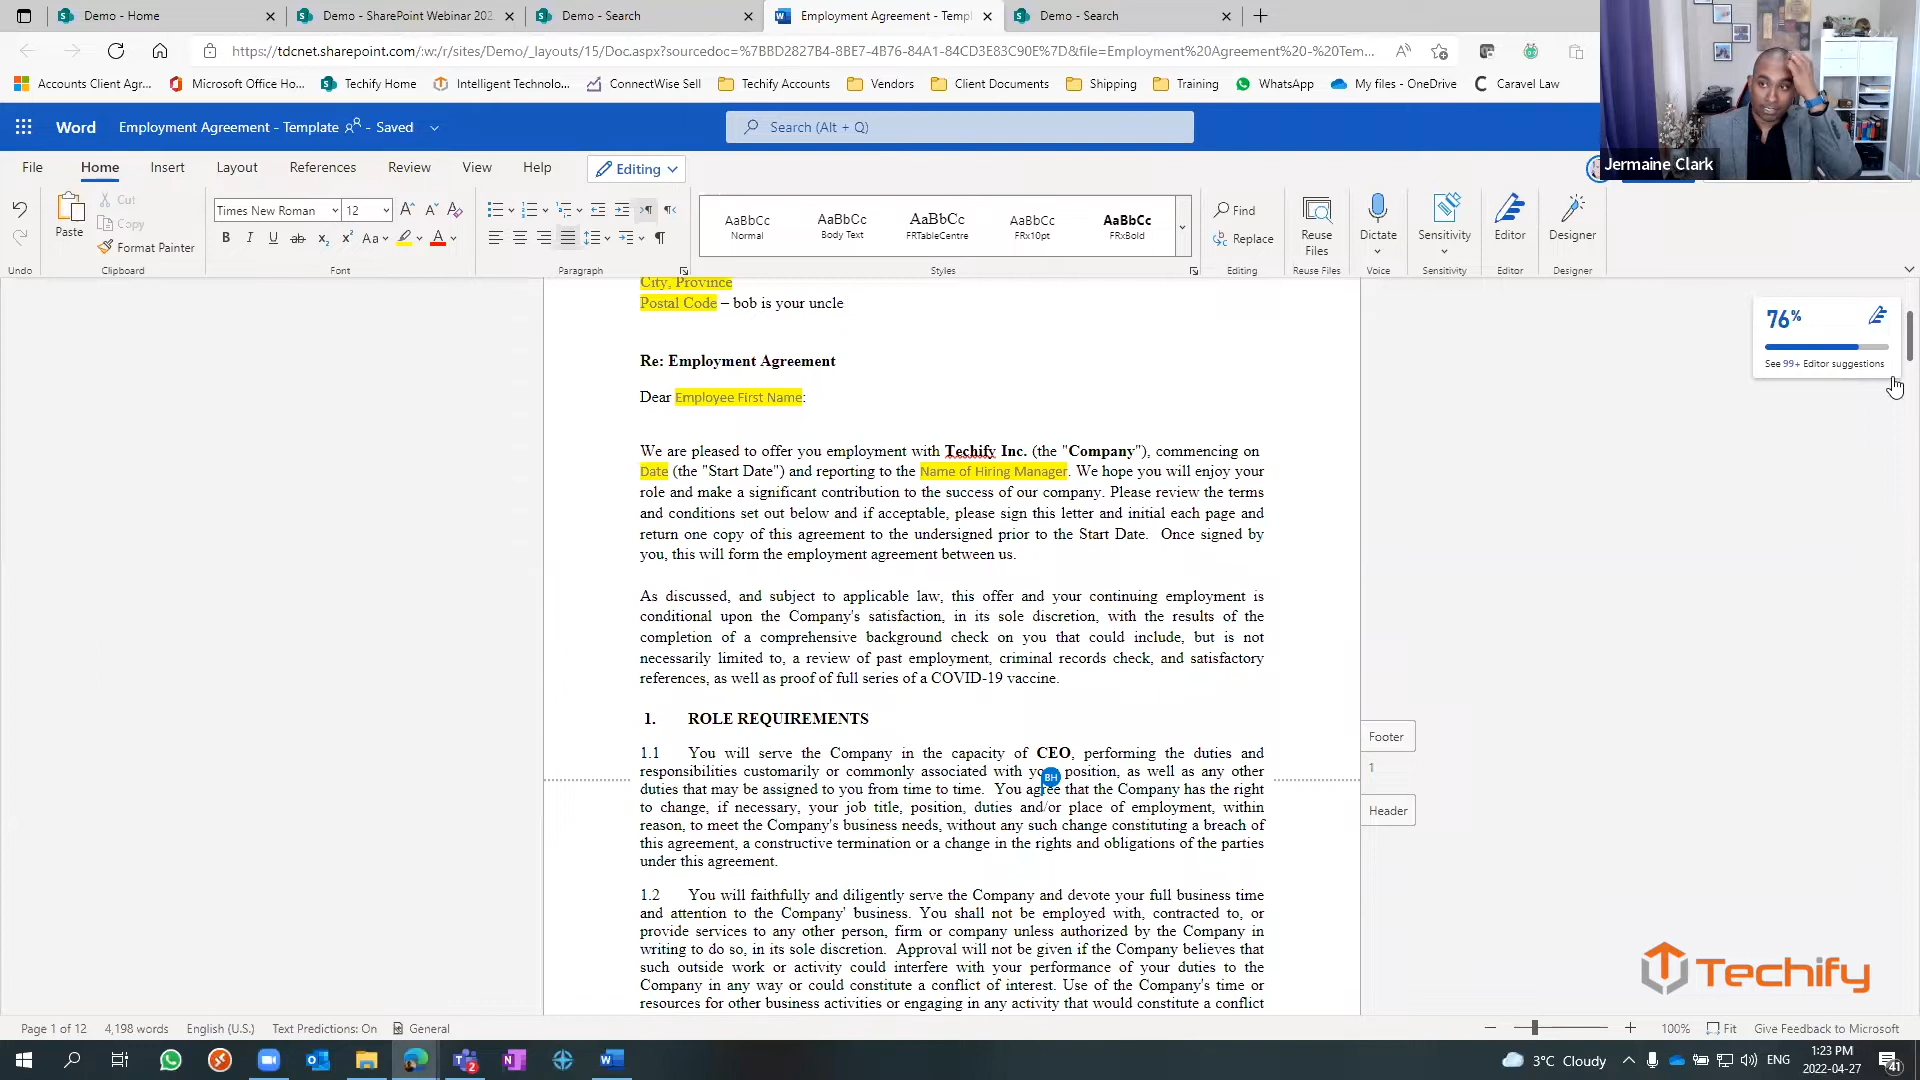 Demo - Home
Demo - SharePoint Webinar 202
Demo - Search
Employment Agreement - Templ
Demo - Search
https://tdcnet.sharepoint.com/:w:/r/sites/Demo/_layouts/15/Doc.aspx?sourcedoc=%7BBD2827B4-8BE7-4B76-84A1-84CD3E83C90E%7D&file=Employment%20Agreement%20-%20Tem...
Accounts Client Agr...
Microsoft Office Ho...
Techify Home
Intelligent Technolo...
ConnectWise Sell
Techify Accounts
Vendors
Client Documents
Shipping
Training
WhatsApp
My files - OneDrive
Caravel Law
Word
Employment Agreement - Template - Saved
Search (Alt + Q)
Jermaine Clark
File
Home
Insert
Layout
References
Review
View
Help
Editing
Paste
Cut
Copy
Format Painter
Times New Roman
12
AaBbCc
Normal
AaBbCc
Body Text
AaBbCc
FRTableCentre
AaBbCc
FRx10pt
AaBbCc
FRxBold
Find
Replace
Reuse Files
Dictate
Sensitivity
Editor
Designer
Undo
Clipboard
Font
Paragraph
Styles
Editing
Reuse Files
Voice
Sensitivity
Editor
Designer
76%
See 99+ Editor suggestions
City, Province
Postal Code – bob is your uncle
Re: Employment Agreement
Dear Employee First Name:
We are pleased to offer you employment with Techify Inc. (the "Company"), commencing on
Date (the "Start Date") and reporting to the Name of Hiring Manager. We hope you will enjoy your
role and make a significant contribution to the success of our company. Please review the terms
and conditions set out below and if acceptable, please sign this letter and initial each page and
return one copy of this agreement to the undersigned prior to the Start Date. Once signed by
you, this will form the employment agreement between us.
As discussed, and subject to applicable law, this offer and your continuing employment is
conditional upon the Company's satisfaction, in its sole discretion, with the results of the
completion of a comprehensive background check on you that could include, but is not
necessarily limited to, a review of past employment, criminal records check, and satisfactory
references, as well as proof of full series of a COVID-19 vaccine.
1. ROLE REQUIREMENTS
1.1 You will serve the Company in the capacity of CEO, performing the duties and
responsibilities customarily or commonly associated with your position, as well as any other
duties that may be assigned to you from time to time. You agree that the Company has the right
to change, if necessary, your job title, position, duties and/or place of employment, within
reason, to meet the Company's business needs, without any such change constituting a breach of
this agreement, a constructive termination or a change in the rights and obligations of the parties
under this agreement.
BH
Footer
1
Header
1.2 You will faithfully and diligently serve the Company and devote your full business time
and attention to the Company' business. You shall not be employed with, contracted to, or
provide services to any other person, firm or company unless authorized by the Company in
writing to do so, in its sole discretion. Approval will not be given if the Company believes that
such outside work or activity could interfere with your performance of your duties to the
Company in any way or could constitute a conflict of interest. Use of the Company's time or
resources for other business activities or engaging in any activity that would constitute a conflict
Techify
Page 1 of 12
4,198 words
English (U.S.)
Text Predictions: On
General
100%
Fit
Give Feedback to Microsoft
3°C Cloudy
ENG
1:23 PM
2022-04-27
41